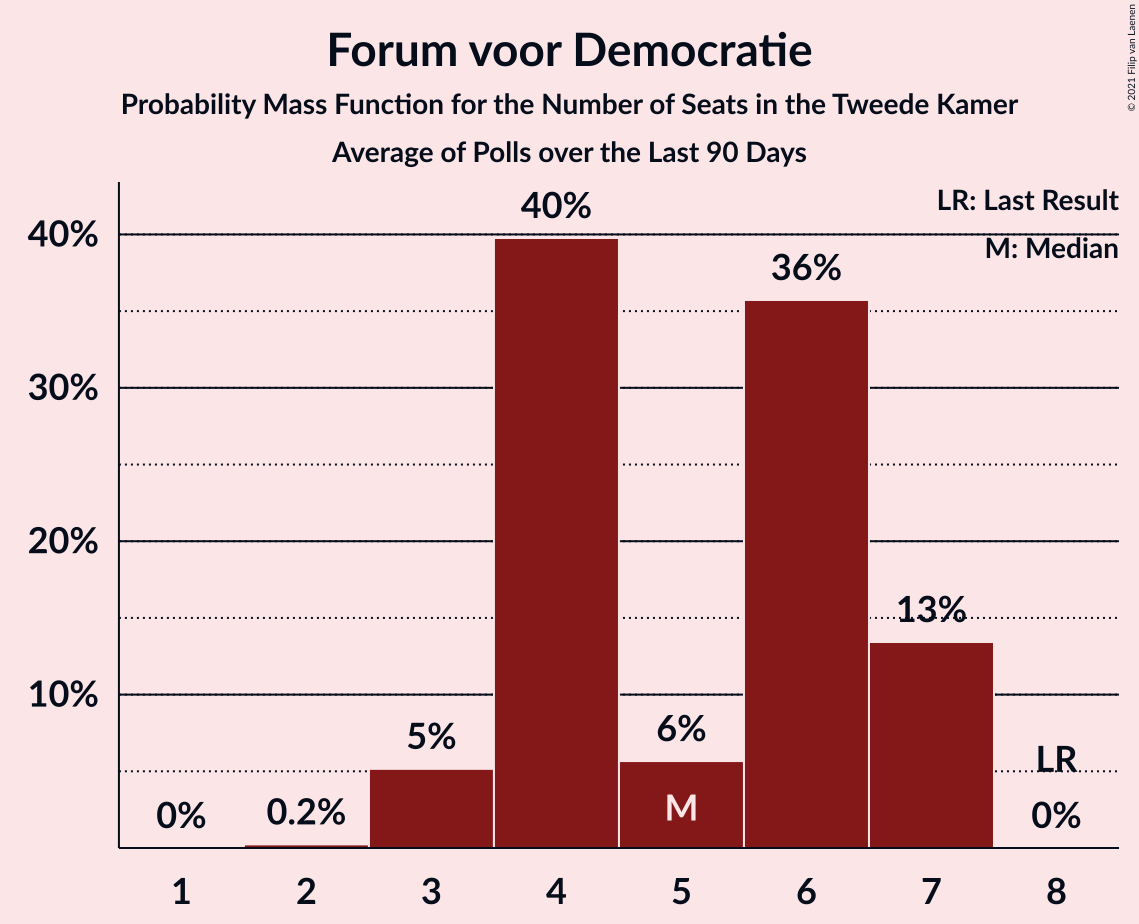 Forum voor Democratie
Probability Mass Function for the Number of Seats in the Tweede Kamer
Average of Polls over the Last 90 Days
© 2021 Filip van Laenen
LR: Last Result
M: Median
40%
30%
20%
10%
0%
0.2%
5%
40%
6%
36%
13%
0%
M
LR
1 2 3 4 5 6 7 8